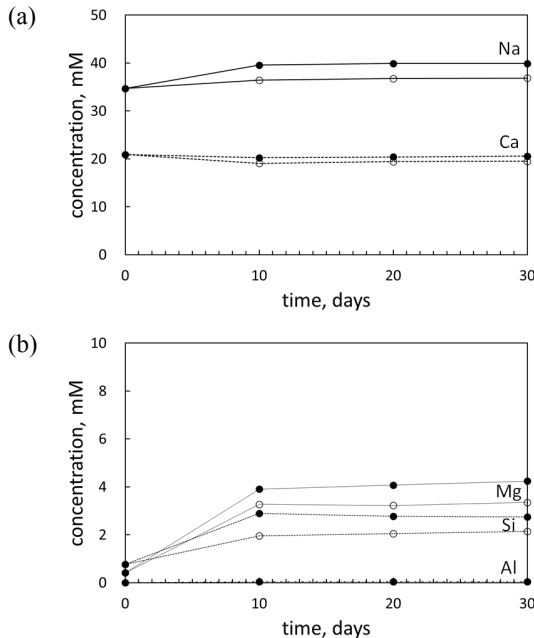 (a)
50
40
30
20
10
0
concentration, mM
Na
Ca
0 10 20 30
time, days
(b)
10
8
6
4
2
0
concentration, mM
Mg
Si
Al
0 10 20 30
time, days